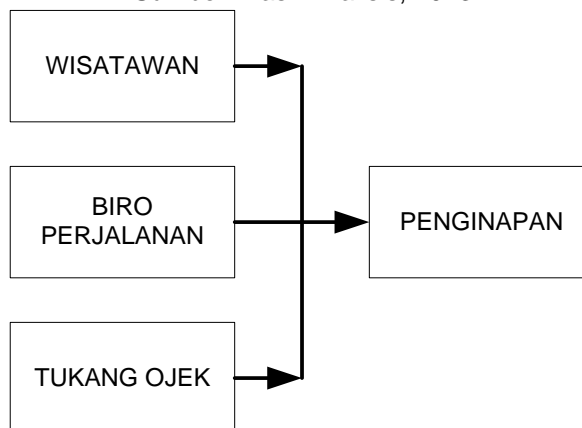 WISATAWAN
BIRO
PERJALANAN
PENGINAPAN
TUKANG OJEK